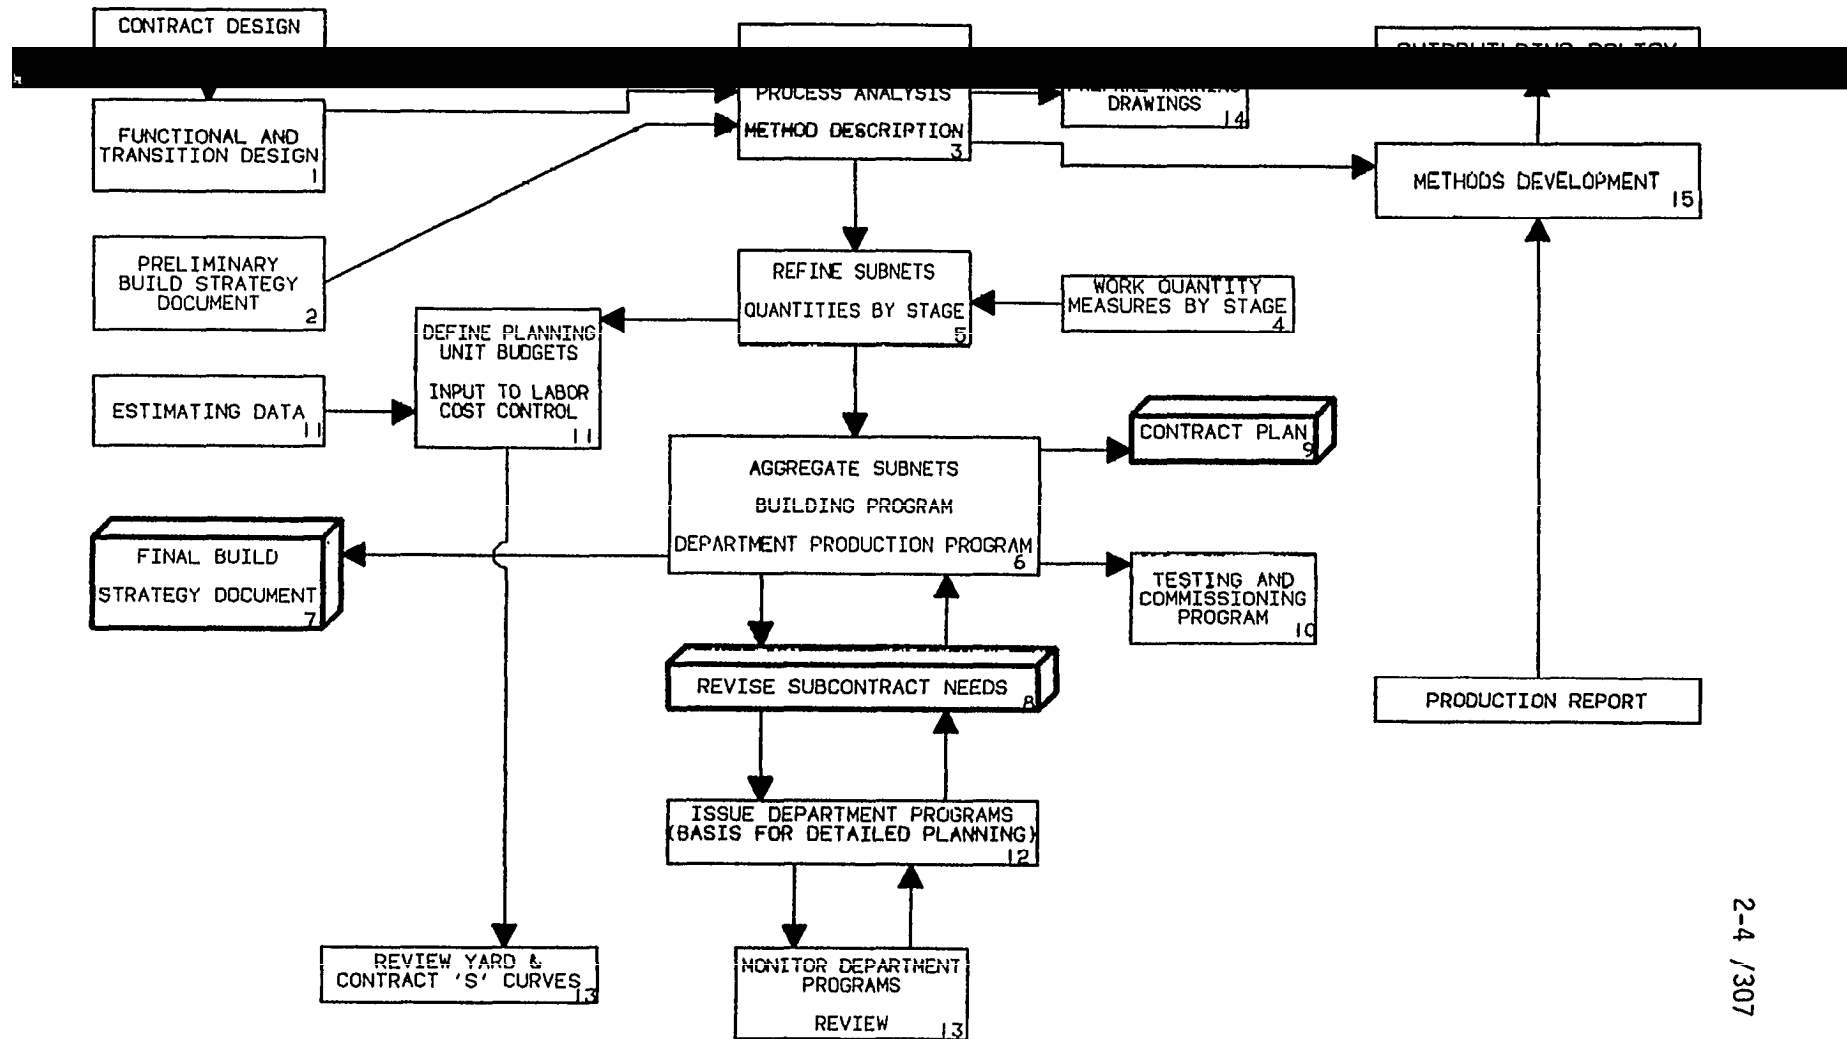 CONTRACT DESIGN
FUNCTIONAL AND
TRANSITION DESIGN
1
PRELIMINARY
BUILD STRATEGY
DOCUMENT
2
ESTIMATING DATA
11
FINAL BUILD
STRATEGY DOCUMENT
7
DEFINE PLANNING
UNIT BUDGETS
INPUT TO LABOR
COST CONTROL
11
REVIEW YARD &
CONTRACT 'S' CURVES
13
PROCESS ANALYSIS
METHOD DESCRIPTION
3
REFINE SUBNETS
QUANTITIES BY STAGE
5
AGGREGATE SUBNETS
BUILDING PROGRAM
DEPARTMENT PRODUCTION PROGRAM
6
REVISE SUBCONTRACT NEEDS
8
ISSUE DEPARTMENT PROGRAMS
(BASIS FOR DETAILED PLANNING)
12
MONITOR DEPARTMENT
PROGRAMS
REVIEW
13
DRAWINGS
14
WORK QUANTITY
MEASURES BY STAGE
4
CONTRACT PLAN
9
TESTING AND
COMMISSIONING
PROGRAM
10
POLICY
METHODS DEVELOPMENT
15
PRODUCTION REPORT
2-4 /307